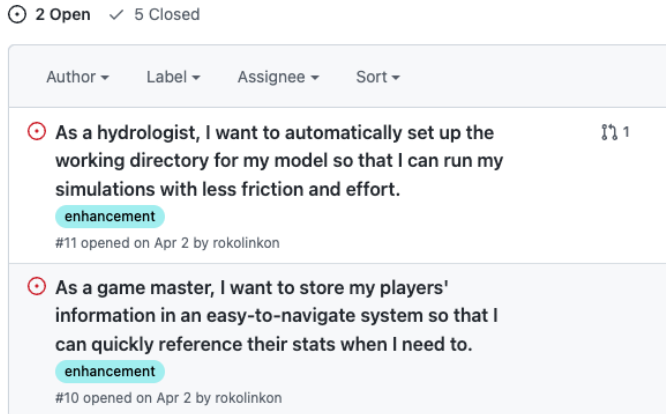 2 Open 5 Closed
Author Label Assignee Sort
As a hydrologist, I want to automatically set up the 1
working directory for my model so that I can run my
simulations with less friction and effort.
enhancement
#11 opened on Apr 2 by rokolinkon
As a game master, I want to store my players'
information in an easy-to-navigate system so that I
can quickly reference their stats when I need to.
enhancement
#10 opened on Apr 2 by rokolinkon